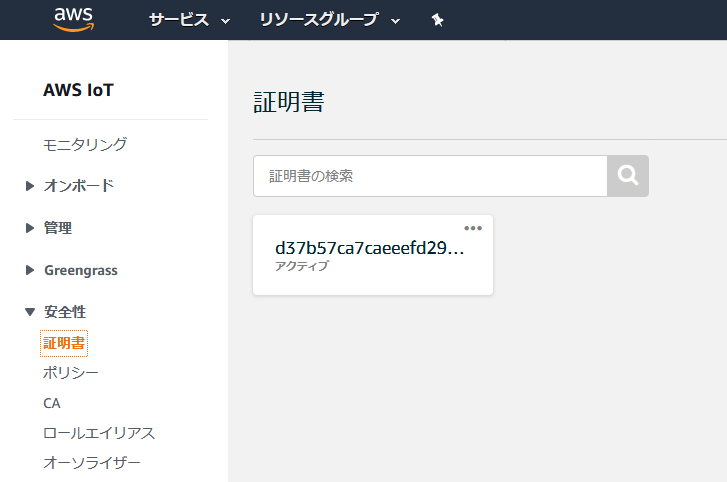 aws サービス リソースグループ
AWS IoT
モニタリング
オンボード
管理
Greengrass
安全性
証明書
ポリシー
CA
ロールエイリアス
オーソライザー
証明書
証明書の検索
d37b57ca7caeeefd29...
アクティブ